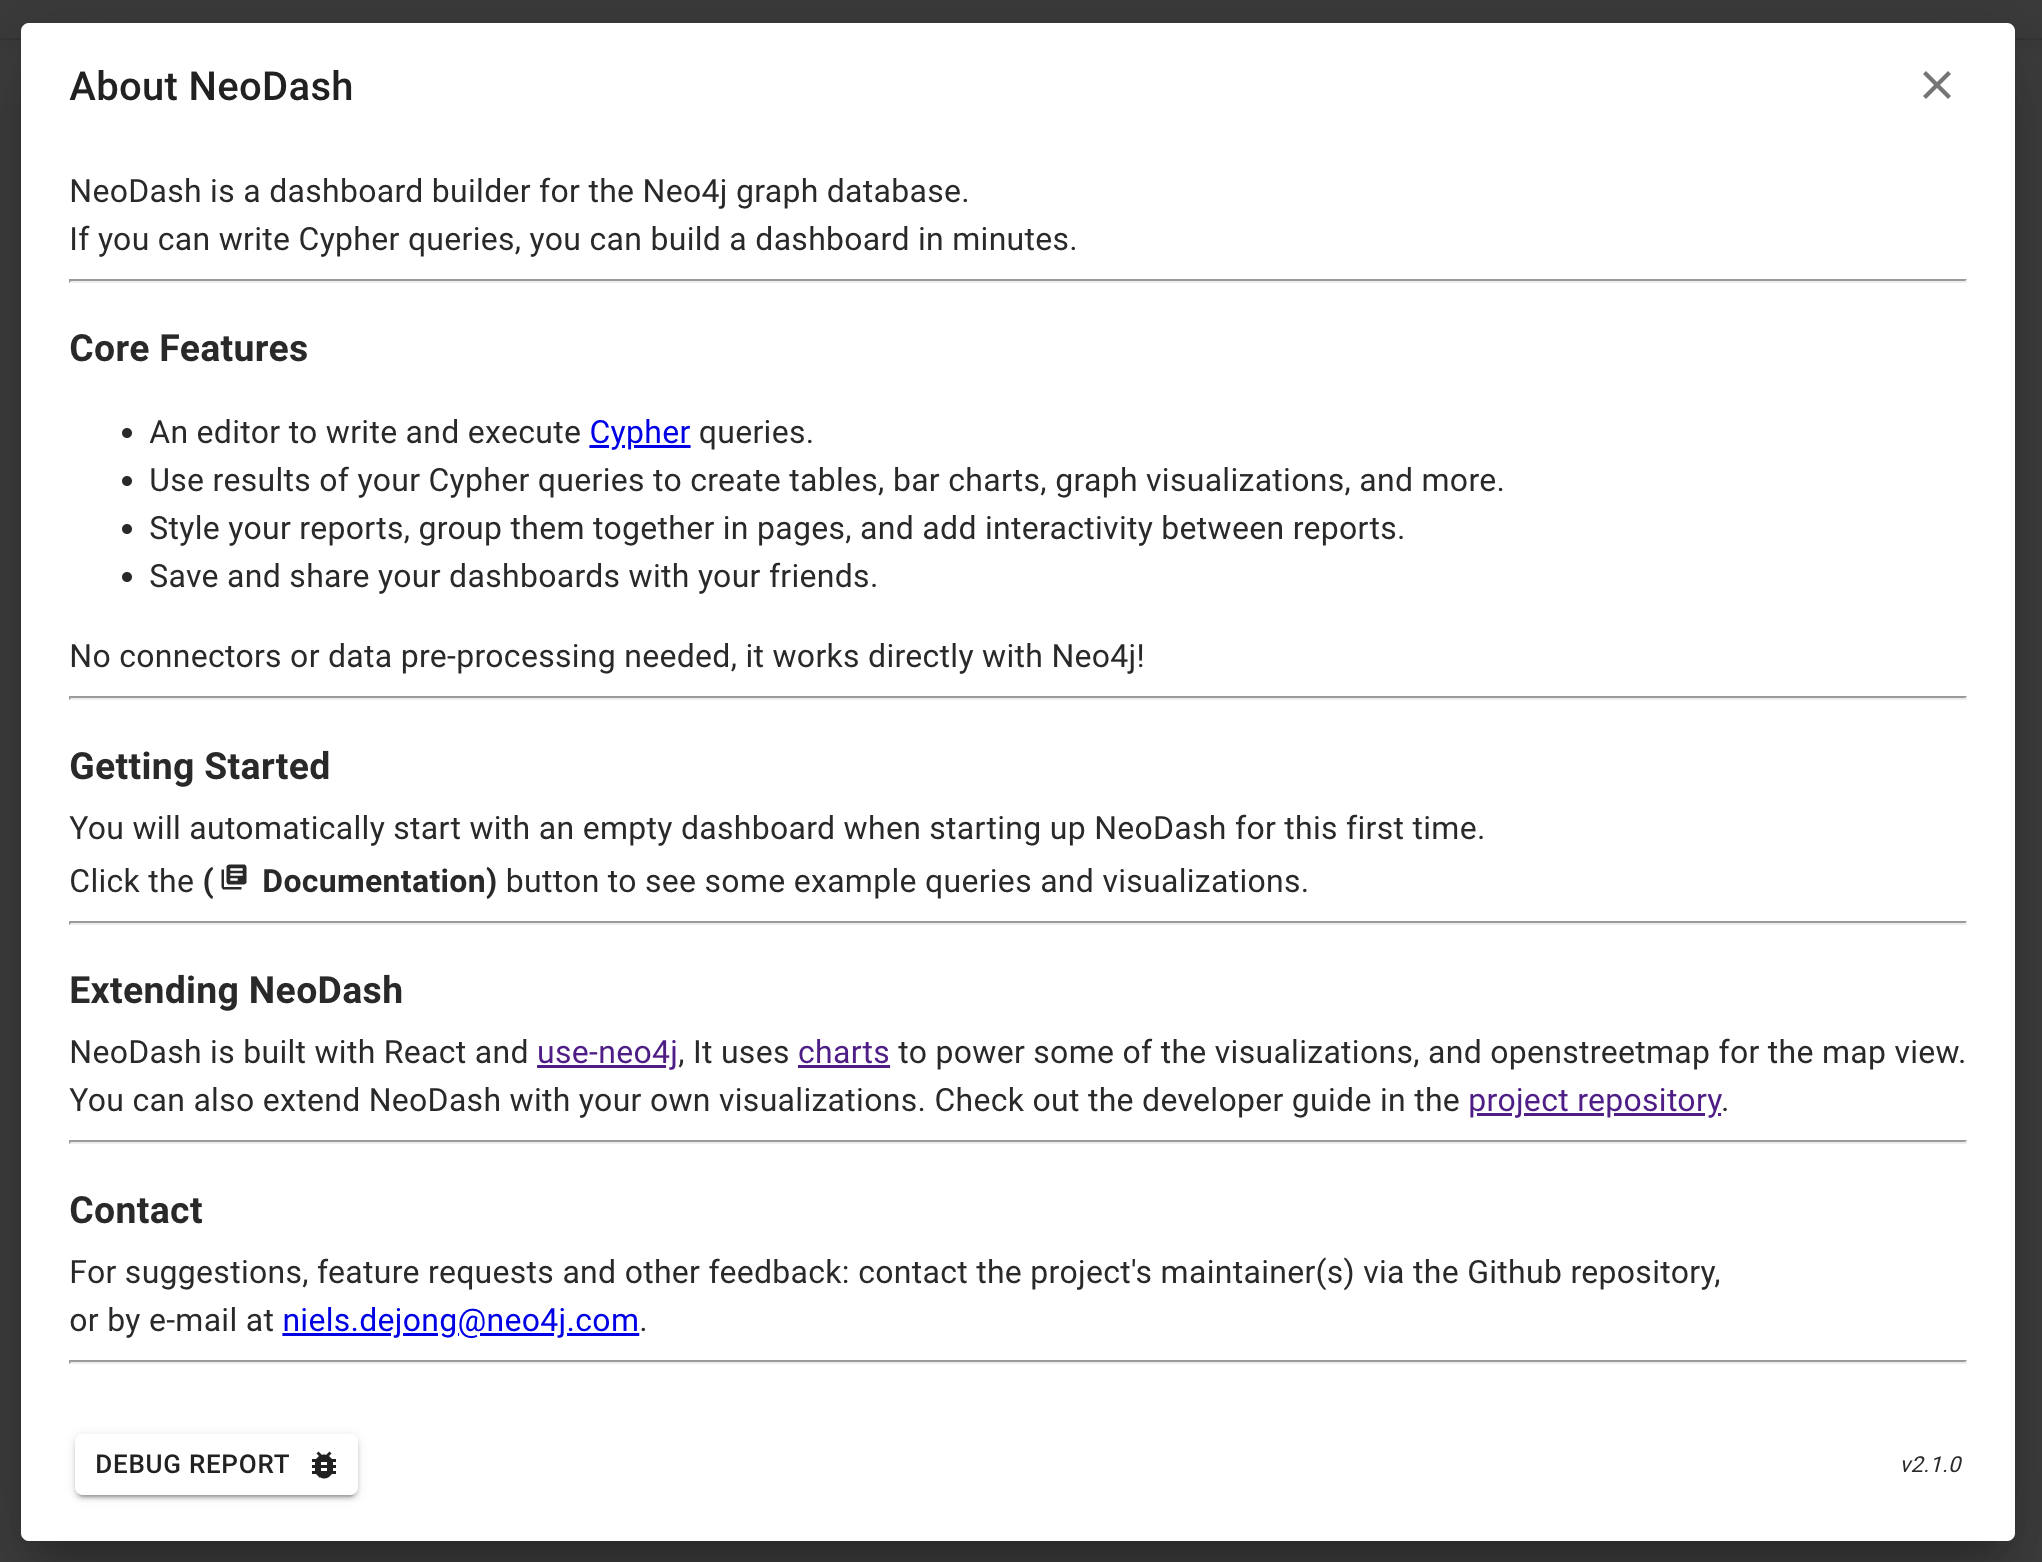 About NeoDash
NeoDash is a dashboard builder for the Neo4j graph database.
If you can write Cypher queries, you can build a dashboard in minutes.
Core Features
• An editor to write and execute Cypher queries.
• Use results of your Cypher queries to create tables, bar charts, graph visualizations, and more.
• Style your reports, group them together in pages, and add interactivity between reports.
• Save and share your dashboards with your friends.
No connectors or data pre-processing needed, it works directly with Neo4j!
Getting Started
You will automatically start with an empty dashboard when starting up NeoDash for this first time.
Click the ( Documentation) button to see some example queries and visualizations.
Extending NeoDash
NeoDash is built with React and use-neo4j, It uses charts to power some of the visualizations, and openstreetmap for the map view.
You can also extend NeoDash with your own visualizations. Check out the developer guide in the project repository.
Contact
For suggestions, feature requests and other feedback: contact the project's maintainer(s) via the Github repository,
or by e-mail at niels.dejong@neo4j.com.
DEBUG REPORT
v2.1.0